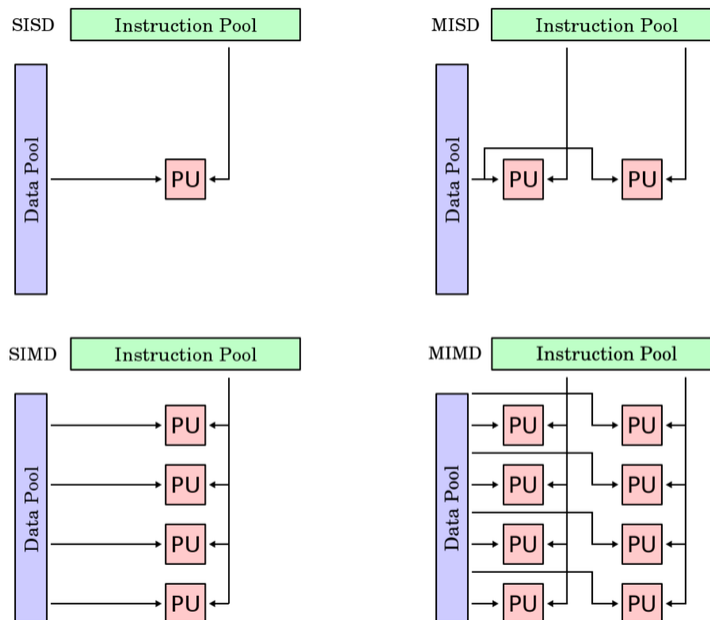 SISD Instruction Pool
Data Pool
PU
MISD Instruction Pool
Data Pool
PU PU
SIMD Instruction Pool
Data Pool
PU
PU
PU
PU
MIMD Instruction Pool
Data Pool
PU PU
PU PU
PU PU
PU PU